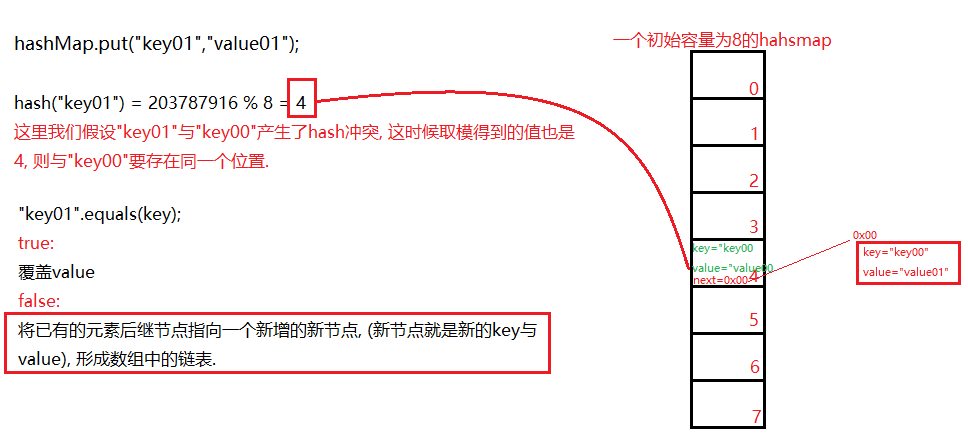 hashMap.put("key01","value01");
hash("key01") = 203787916 % 8 = 4
这里我们假设"key01"与"key00"产生了hash冲突, 这时候取模得到的值也是
4, 则与"key00"要存在同一个位置.
"key01".equals(key);
true:
覆盖value
false:
将已有的元素后继节点指向一个新增的新节点, (新节点就是新的key与
value), 形成数组中的链表.
一个初始容量为8的hahsmap
0
1
2
3
key="key00
value="value00
next=0x00
4
5
6
7
0x00
key="key00"
value="value01"